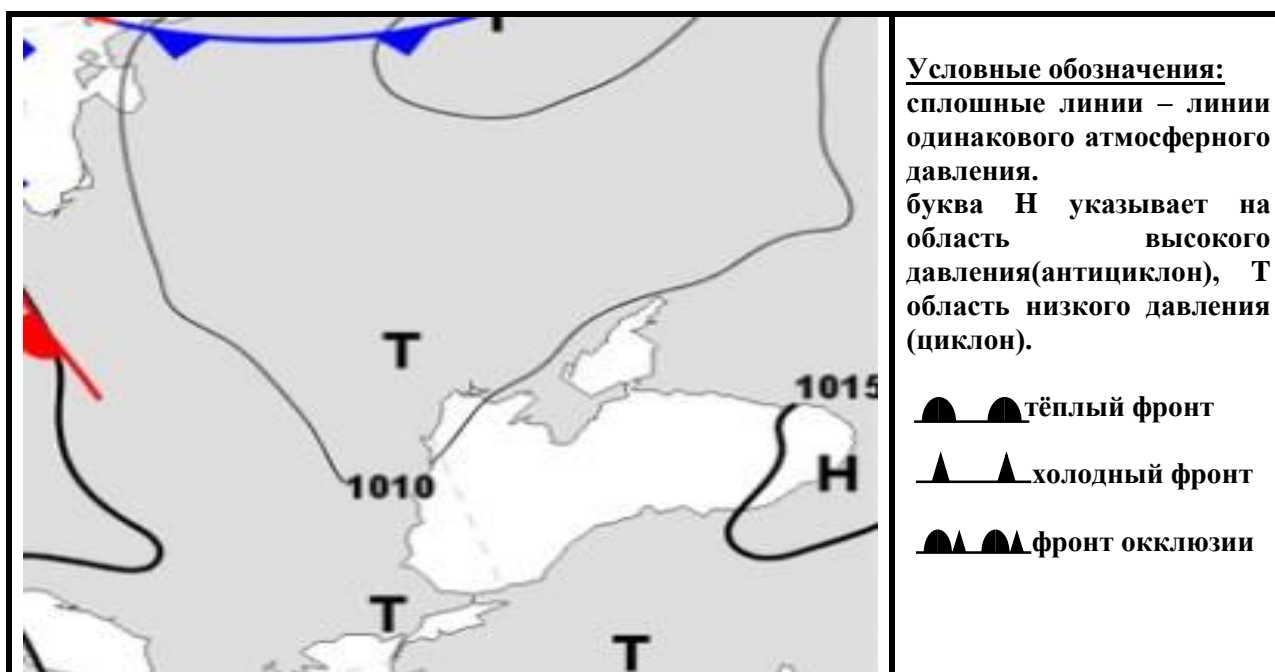 Т
Т
1010
1015
H
Т
Т
Условные обозначения:
сплошные линии – линии
одинакового атмосферного
давления.
буква Н указывает на
область высокого
давления(антициклон), Т
область низкого давления
(циклон).
тёплый фронт
холодный фронт
фронт окклюзии